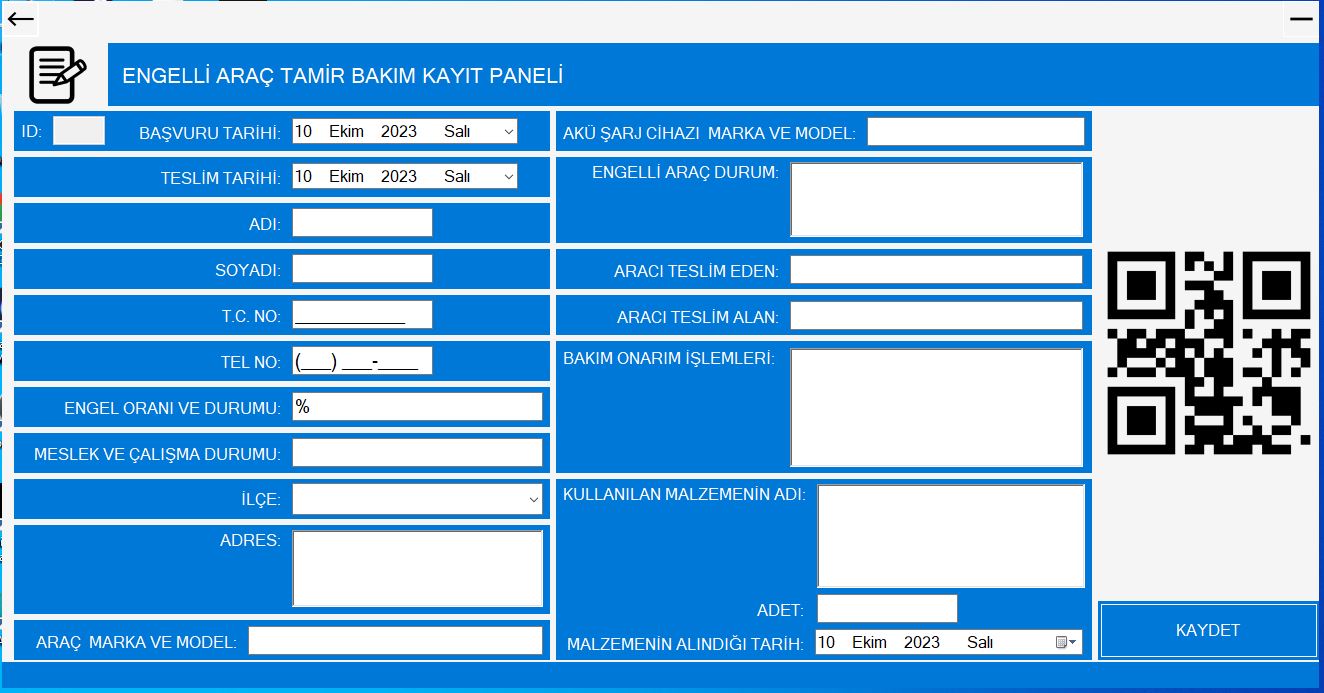 ENGELLİ ARAÇ TAMİR BAKIM KAYIT PANELİ
ID:
BAŞVURU TARİHİ: 10 Ekim 2023 Salı
TESLİM TARİHİ: 10 Ekim 2023 Salı
ADI:
SOYADI:
T.C. NO: ___________
TEL NO: (___) ___-____
ENGEL ORANI VE DURUMU: %
MESLEK VE ÇALIŞMA DURUMU:
İLÇE:
ADRES:
ARAÇ  MARKA VE MODEL:
AKÜ ŞARJ CİHAZI  MARKA VE MODEL:
ENGELLİ ARAÇ DURUM:
ARACI TESLİM EDEN:
ARACI TESLİM ALAN:
BAKIM ONARIM İŞLEMLERİ:
KULLANILAN MALZEMENİN ADI:
ADET:
MALZEMENİN ALINDIĞI TARİH: 10 Ekim 2023 Salı
KAYDET